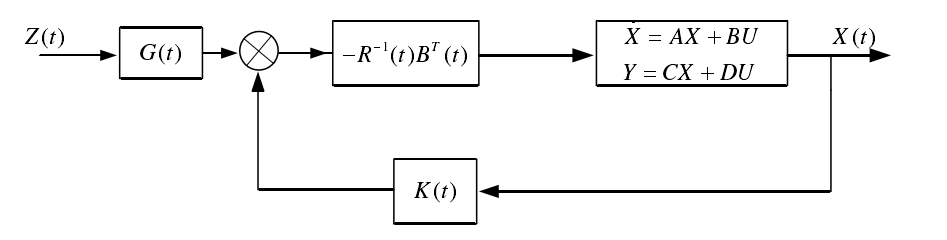 Z(t)
G(t)
−R⁻¹(t)Bᵀ(t)
Ẋ = AX + BU
Y = CX + DU
X(t)
K(t)